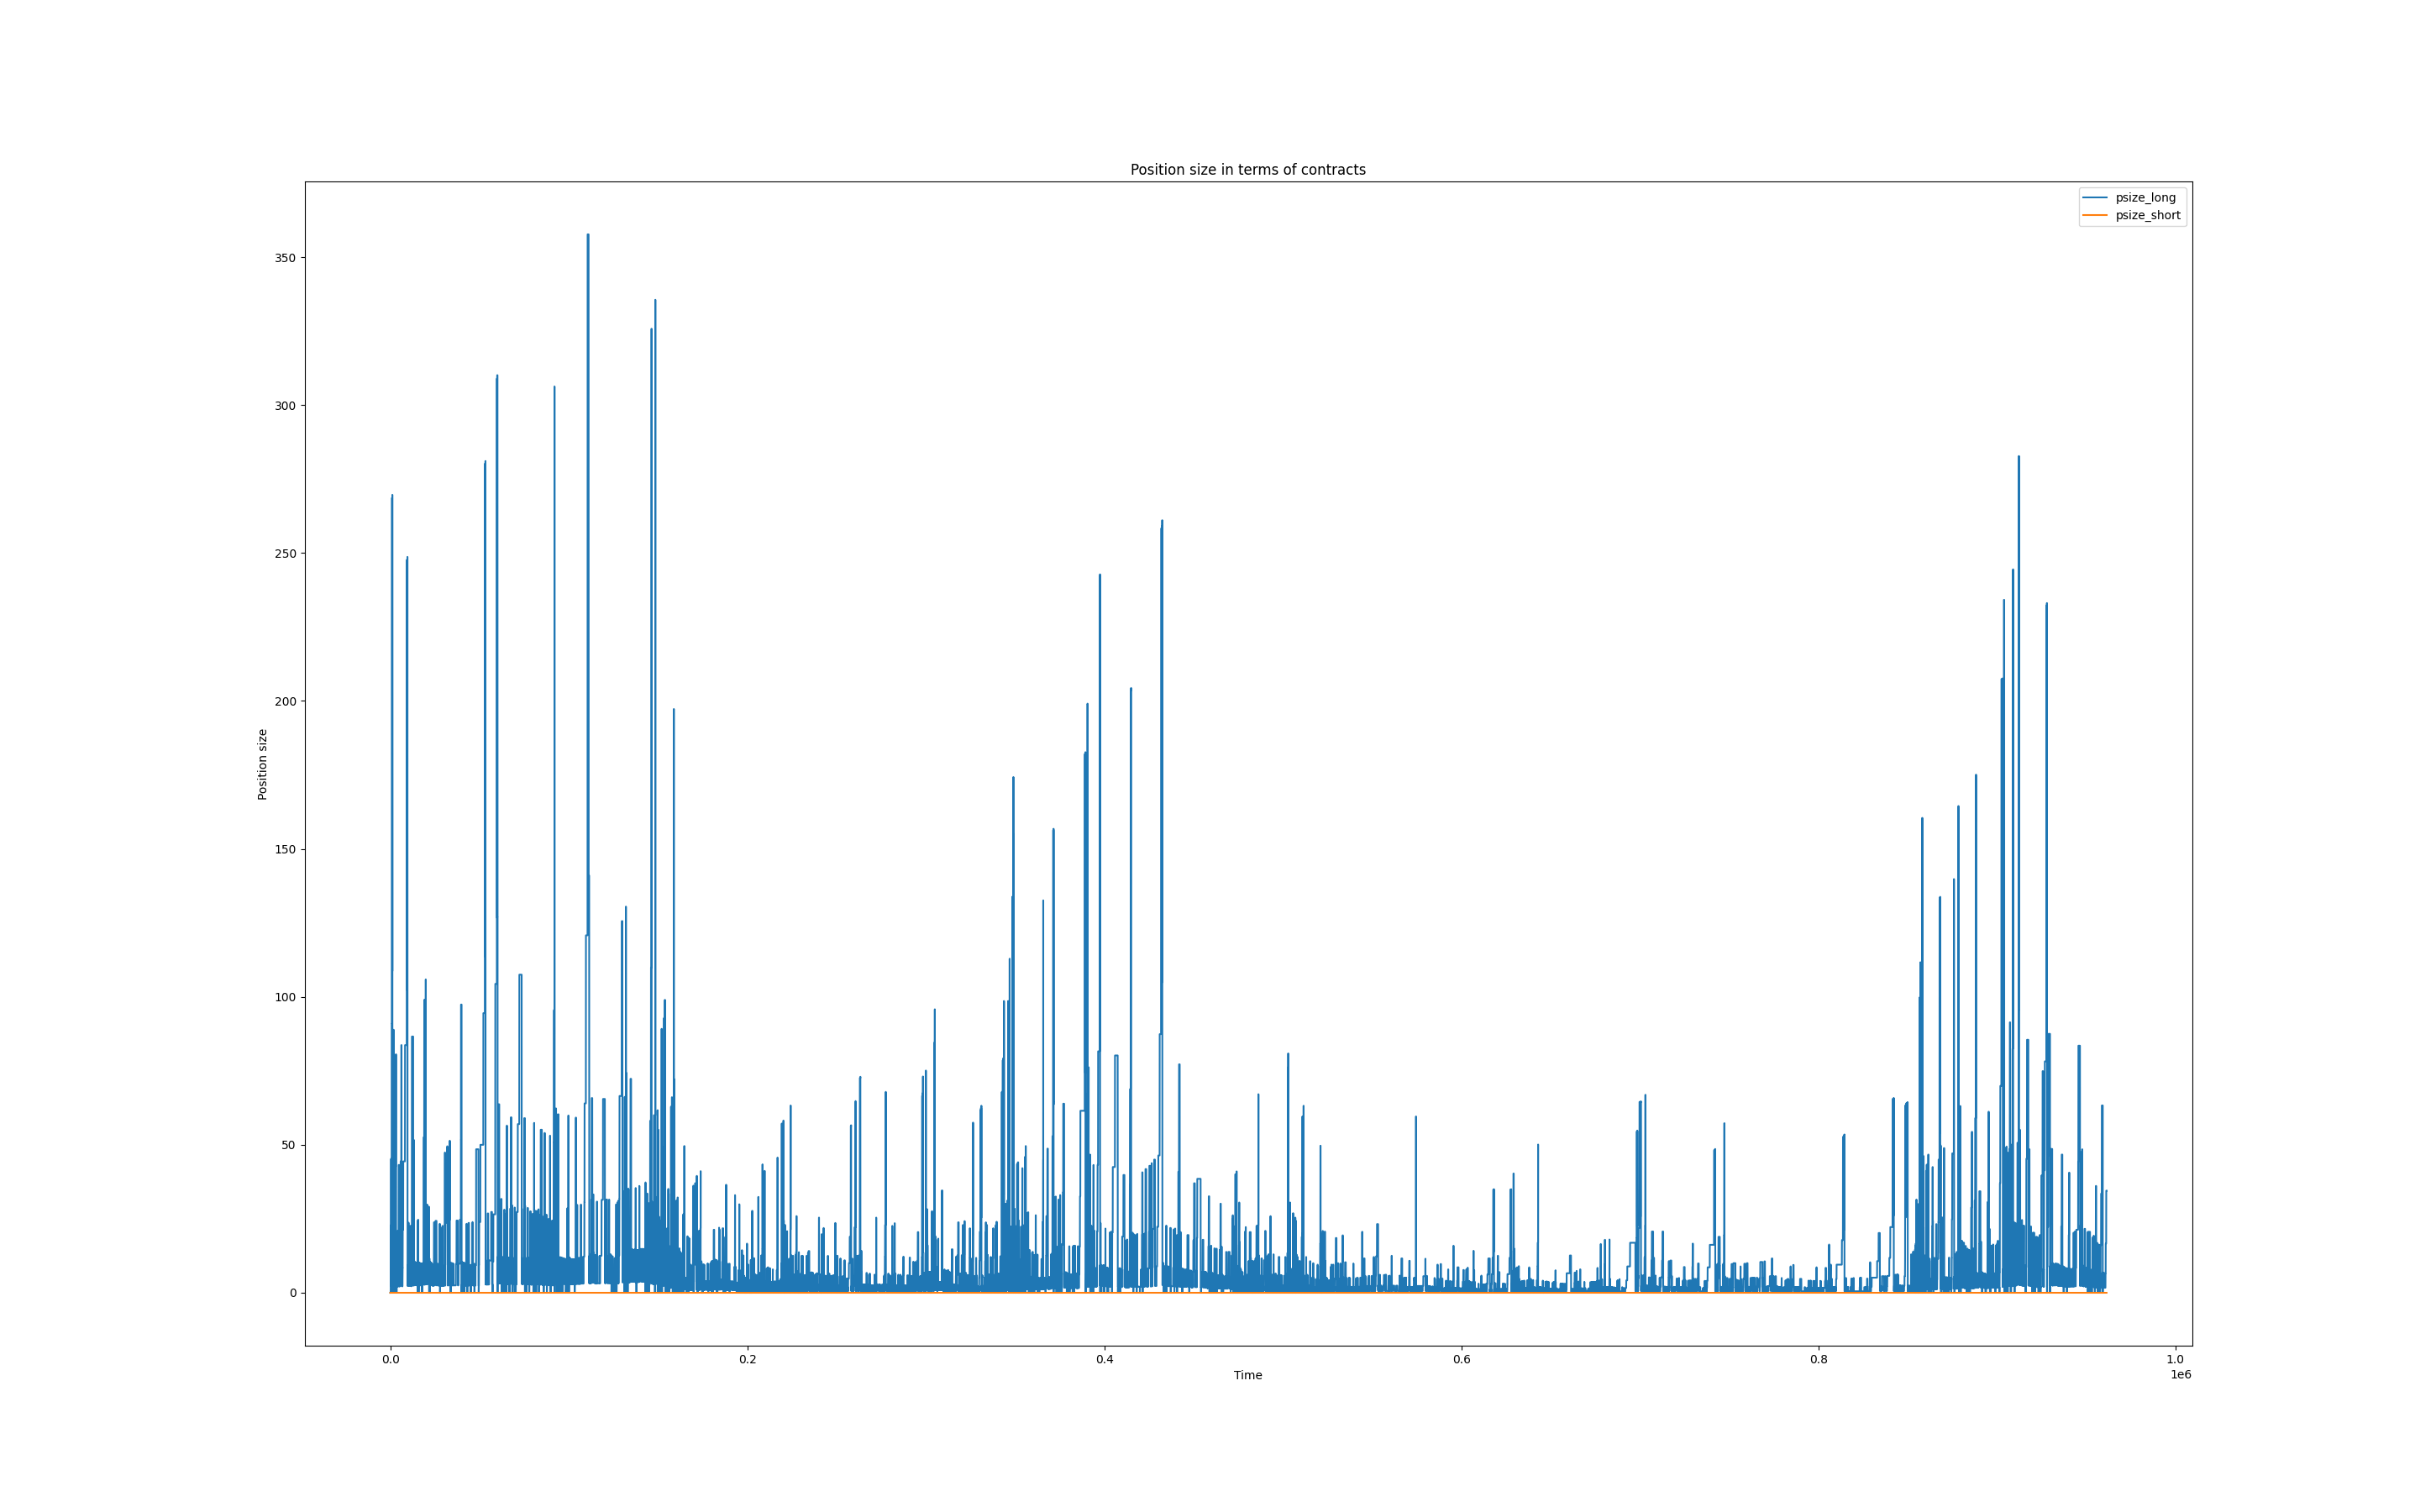 Position size in terms of contracts
psize_long
psize_short
350
300
250
200
150
100
50
0
Position size
0.0 0.2 0.4 0.6 0.8 1.0
Time
1e6